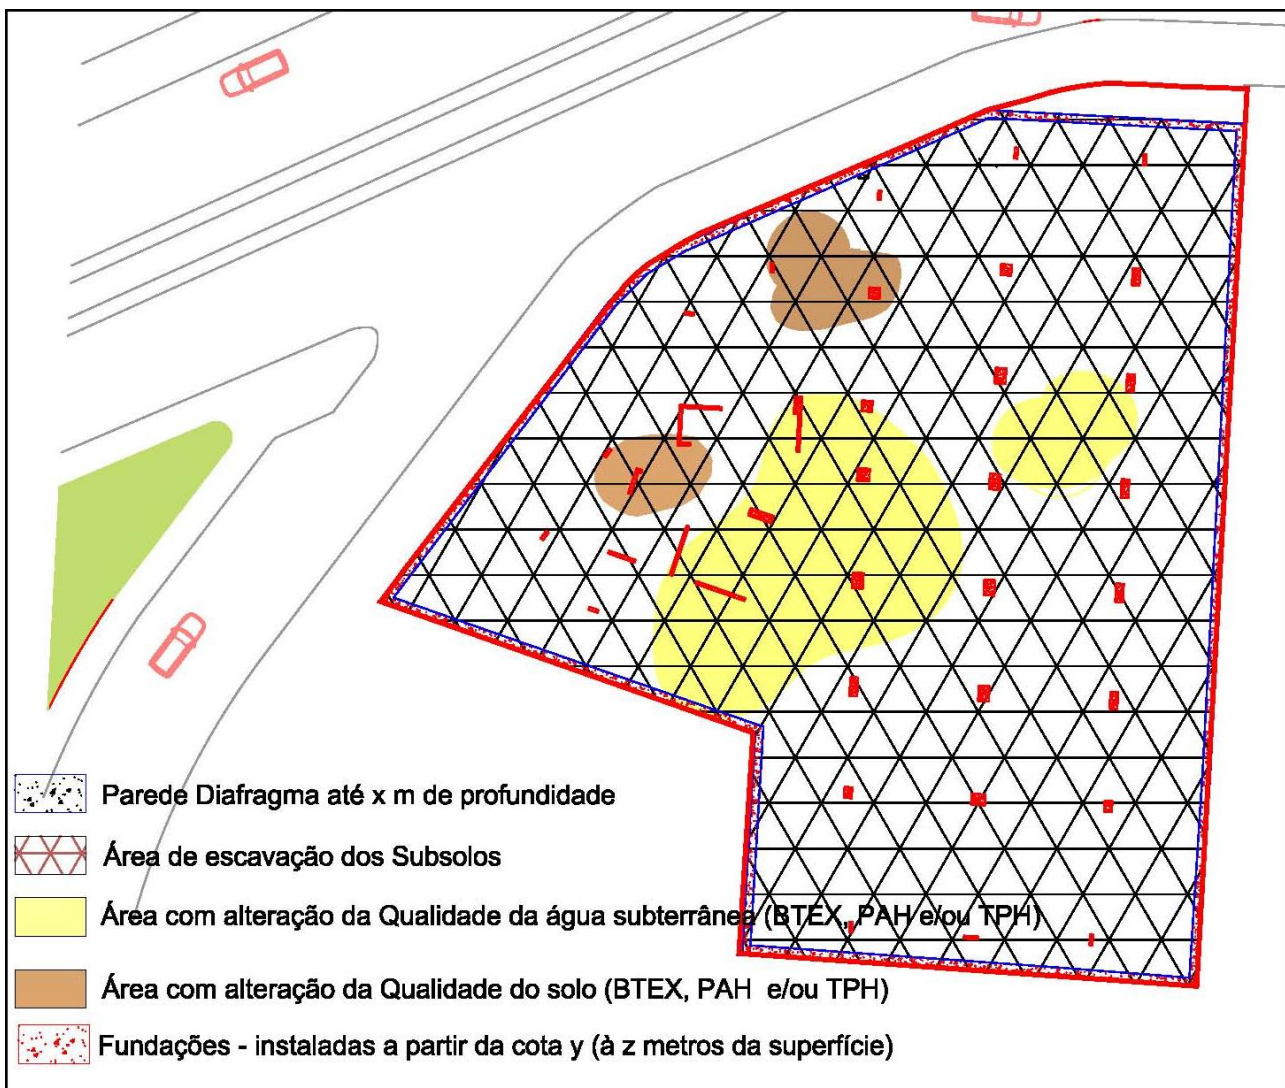 Parede Diafragma até x m de profundidade
Área de escavação dos Subsolos
Área com alteração da Qualidade da água subterrânea (BTEX, PAH e/ou TPH)
Área com alteração da Qualidade do solo (BTEX, PAH e/ou TPH)
Fundações - instaladas a partir da cota y (à z metros da superfície)